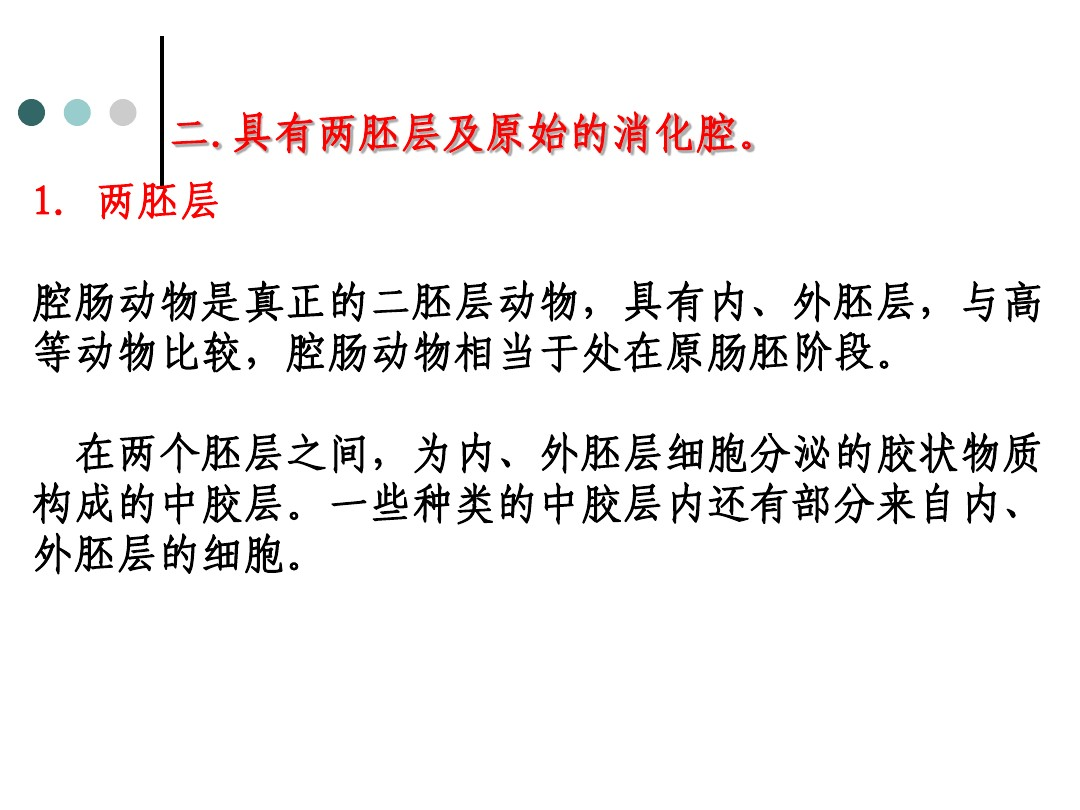 二.具有两胚层及原始的消化腔。
1. 两胚层
腔肠动物是真正的二胚层动物，具有内、外胚层，与高
等动物比较，腔肠动物相当于处在原肠胚阶段。
在两个胚层之间，为内、外胚层细胞分泌的胶状物质
构成的中胶层。一些种类的中胶层内还有部分来自内、
外胚层的细胞。